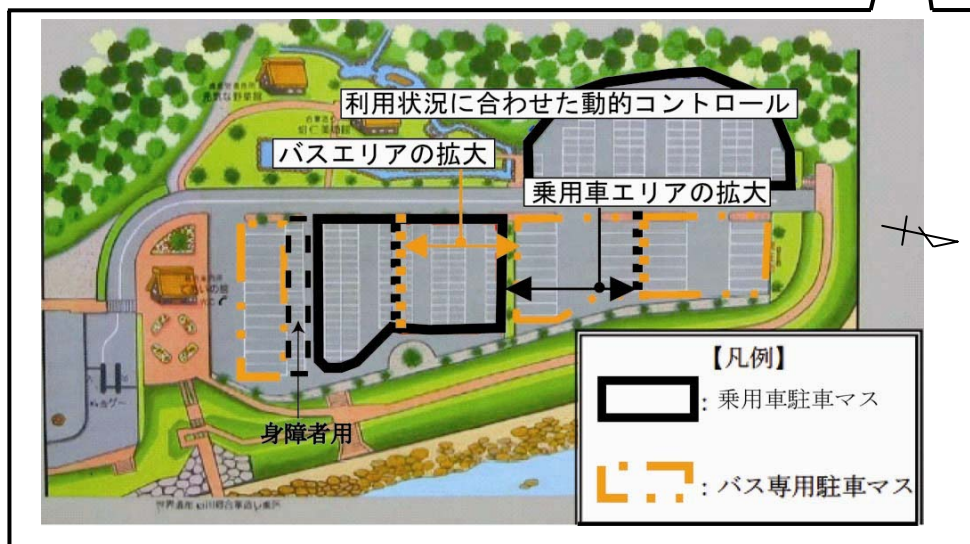 利用状況に合わせた動的コントロール
バスエリアの拡大
乗用車エリアの拡大
身障者用
【凡例】
: 乗用車駐車マス
: バス専用駐車マス